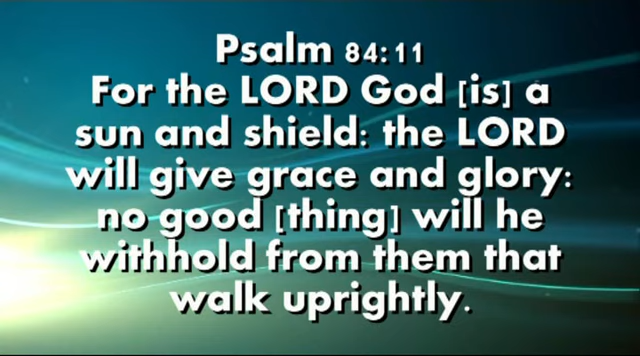 Psalm 84:11
For the LORD God [is] a
sun and shield: the LORD
will give grace and glory:
no good [thing] will he
withhold from them that
walk uprightly.